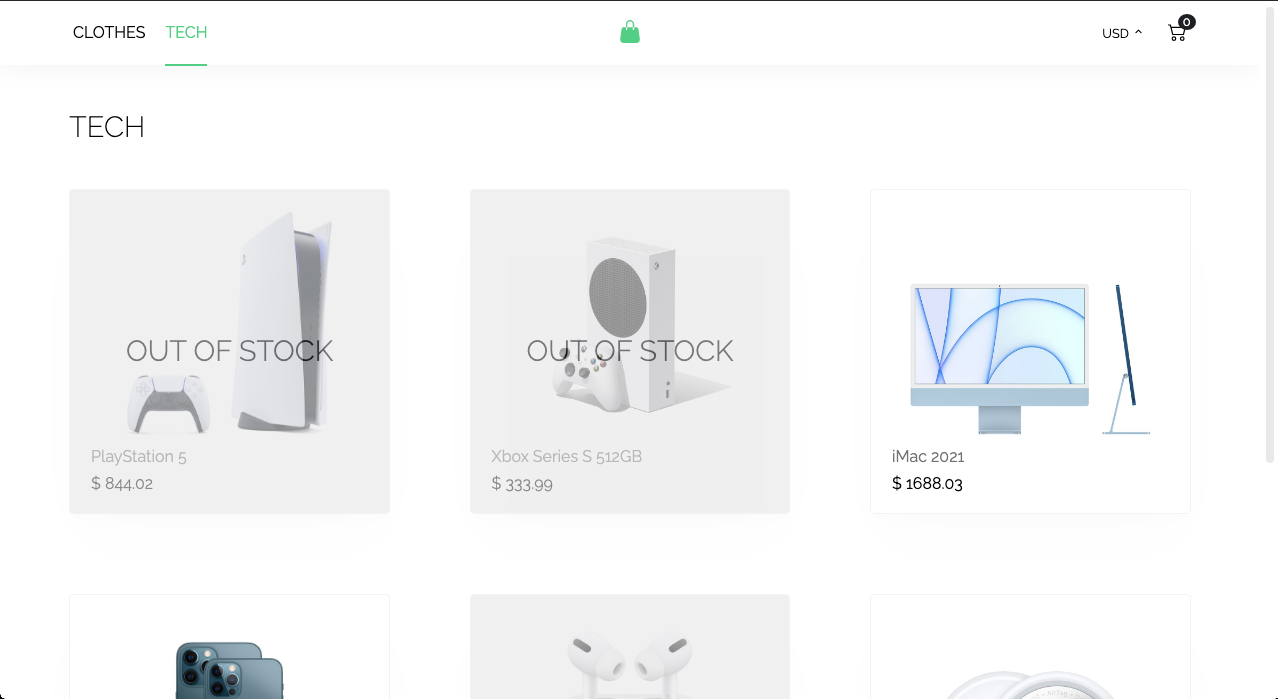 CLOTHES TECH USD 0
TECH
OUT OF STOCK
PlayStation 5
$ 844.02
OUT OF STOCK
Xbox Series S 512GB
$ 333.99
iMac 2021
$ 1688.03